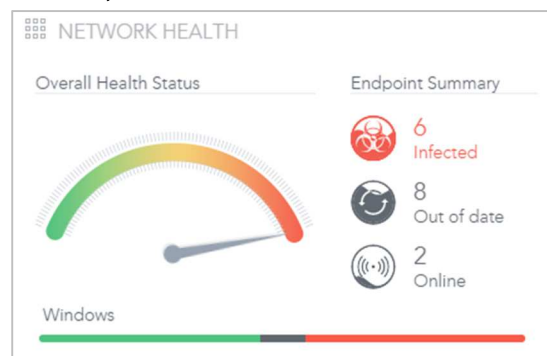 NETWORK HEALTH
Overall Health Status
Endpoint Summary
6
Infected
8
Out of date
2
Online
Windows